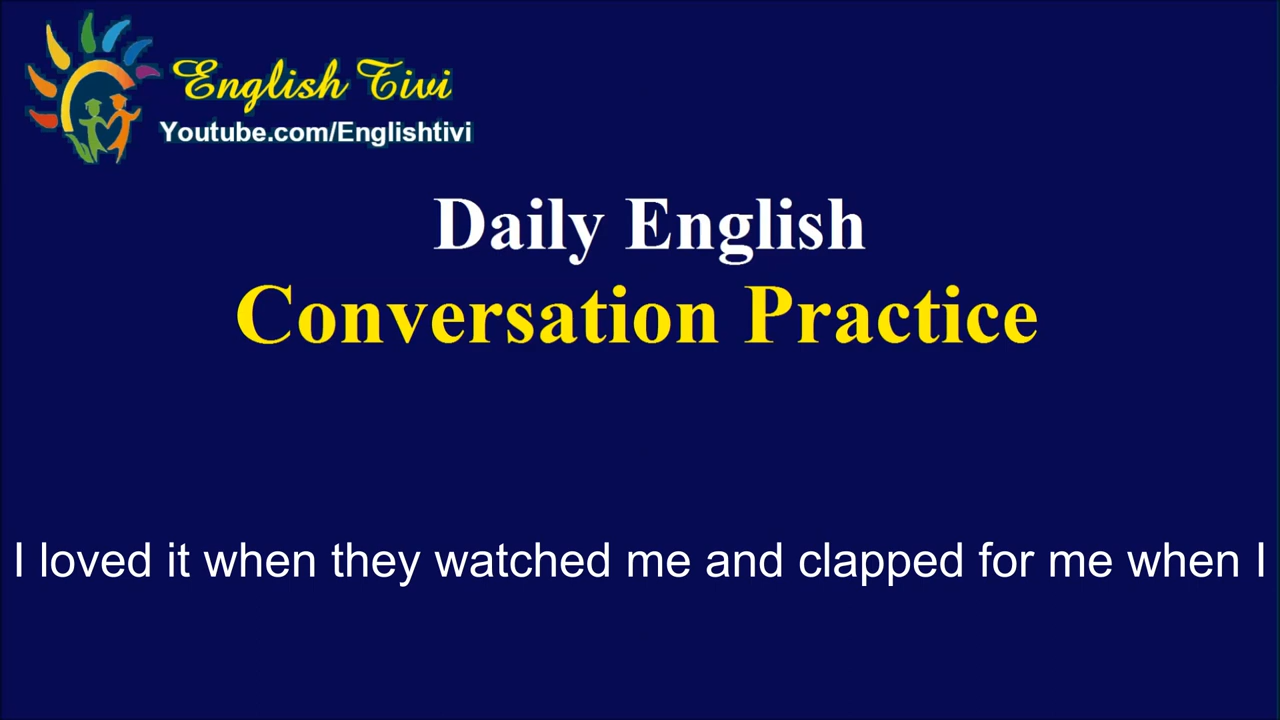 English Tivi
Youtube.com/Englishtivi
Daily English
Conversation Practice
I loved it when they watched me and clapped for me when I